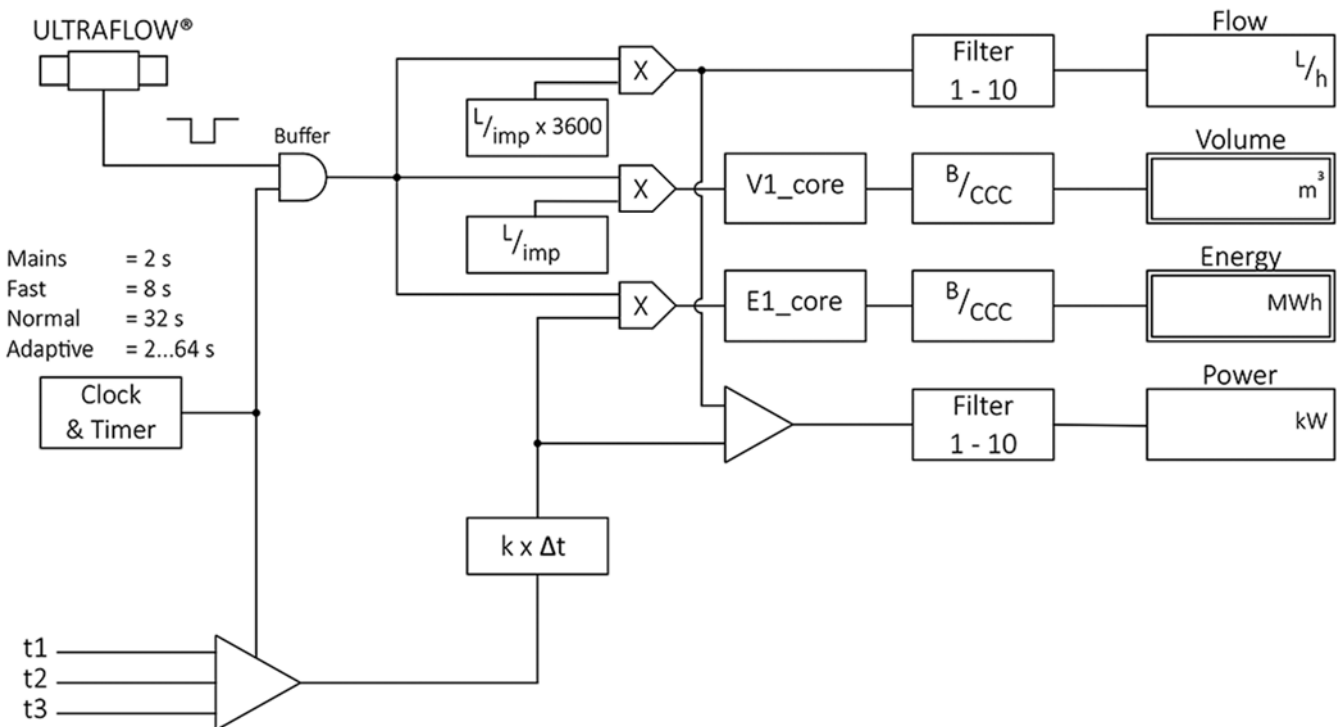 ULTRAFLOW®
Buffer
Mains = 2 s
Fast = 8 s
Normal = 32 s
Adaptive = 2...64 s
Clock
& Timer
t1
t2
t3
X
L/imp x 3600
X
L/imp
X
k x Δt
V1_core
E1_core
Filter
1 - 10
B/CCC
B/CCC
Filter
1 - 10
Flow
L/h
Volume
m³
Energy
MWh
Power
kW